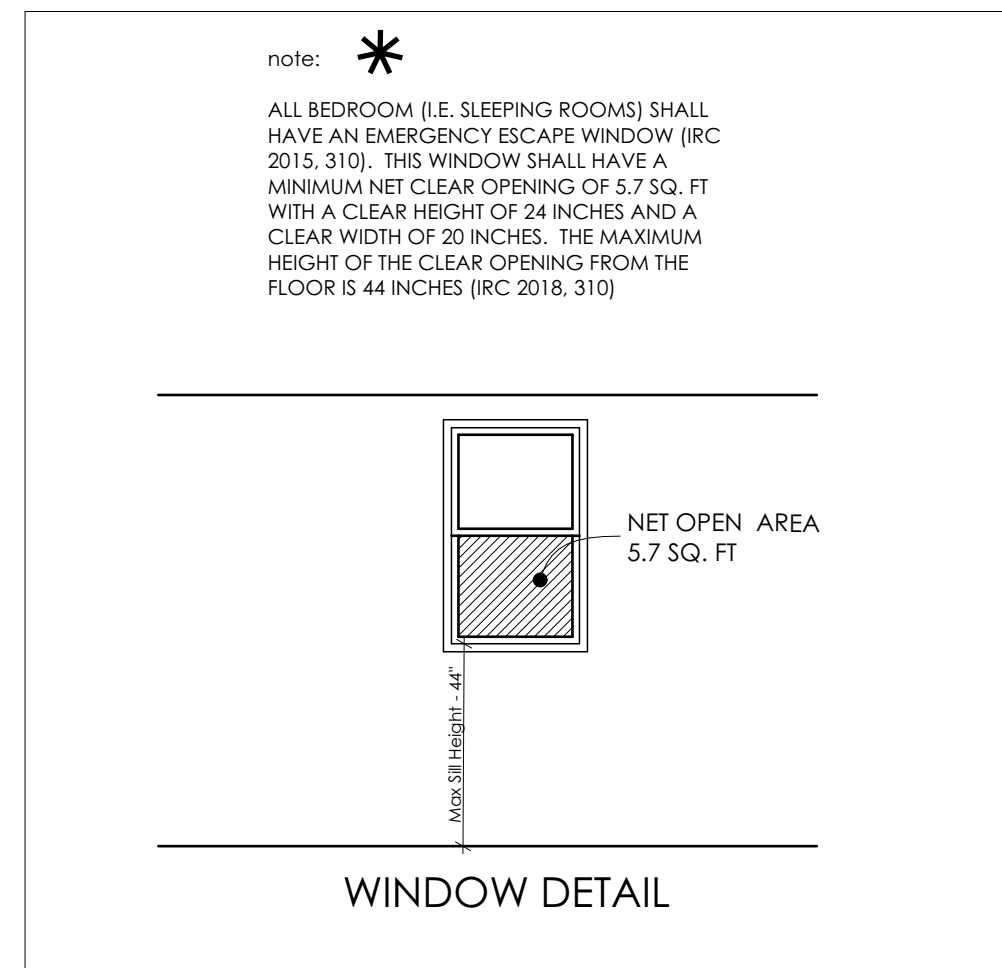 note: *
ALL BEDROOM (I.E. SLEEPING ROOMS) SHALL
HAVE AN EMERGENCY ESCAPE WINDOW (IRC
2015, 310). THIS WINDOW SHALL HAVE A
MINIMUM NET CLEAR OPENING OF 5.7 SQ. FT
WITH A CLEAR HEIGHT OF 24 INCHES AND A
CLEAR WIDTH OF 20 INCHES. THE MAXIMUM
HEIGHT OF THE CLEAR OPENING FROM THE
FLOOR IS 44 INCHES (IRC 2018, 310)
NET OPEN AREA
5.7 SQ. FT
Max Sill Height - 44"
WINDOW DETAIL